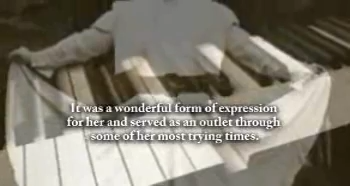 It was a wonderful form of expression
for her and served as an outlet through
some of her most trying times.